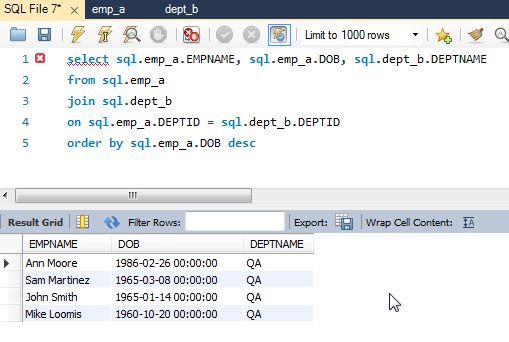 SQL File 7* × emp_a dept_b
Limit to 1000 rows
1 select sql.emp_a.EMPNAME, sql.emp_a.DOB, sql.dept_b.DEPTNAME
2 from sql.emp_a
3 join sql.dept_b
4 on sql.emp_a.DEPTID = sql.dept_b.DEPTID
5 order by sql.emp_a.DOB desc
Result Grid Filter Rows: Export: Wrap Cell Content:
EMPNAME DOB DEPTNAME
Ann Moore 1986-02-26 00:00:00 QA
Sam Martinez 1965-03-08 00:00:00 QA
John Smith 1965-01-14 00:00:00 QA
Mike Loomis 1960-10-20 00:00:00 QA